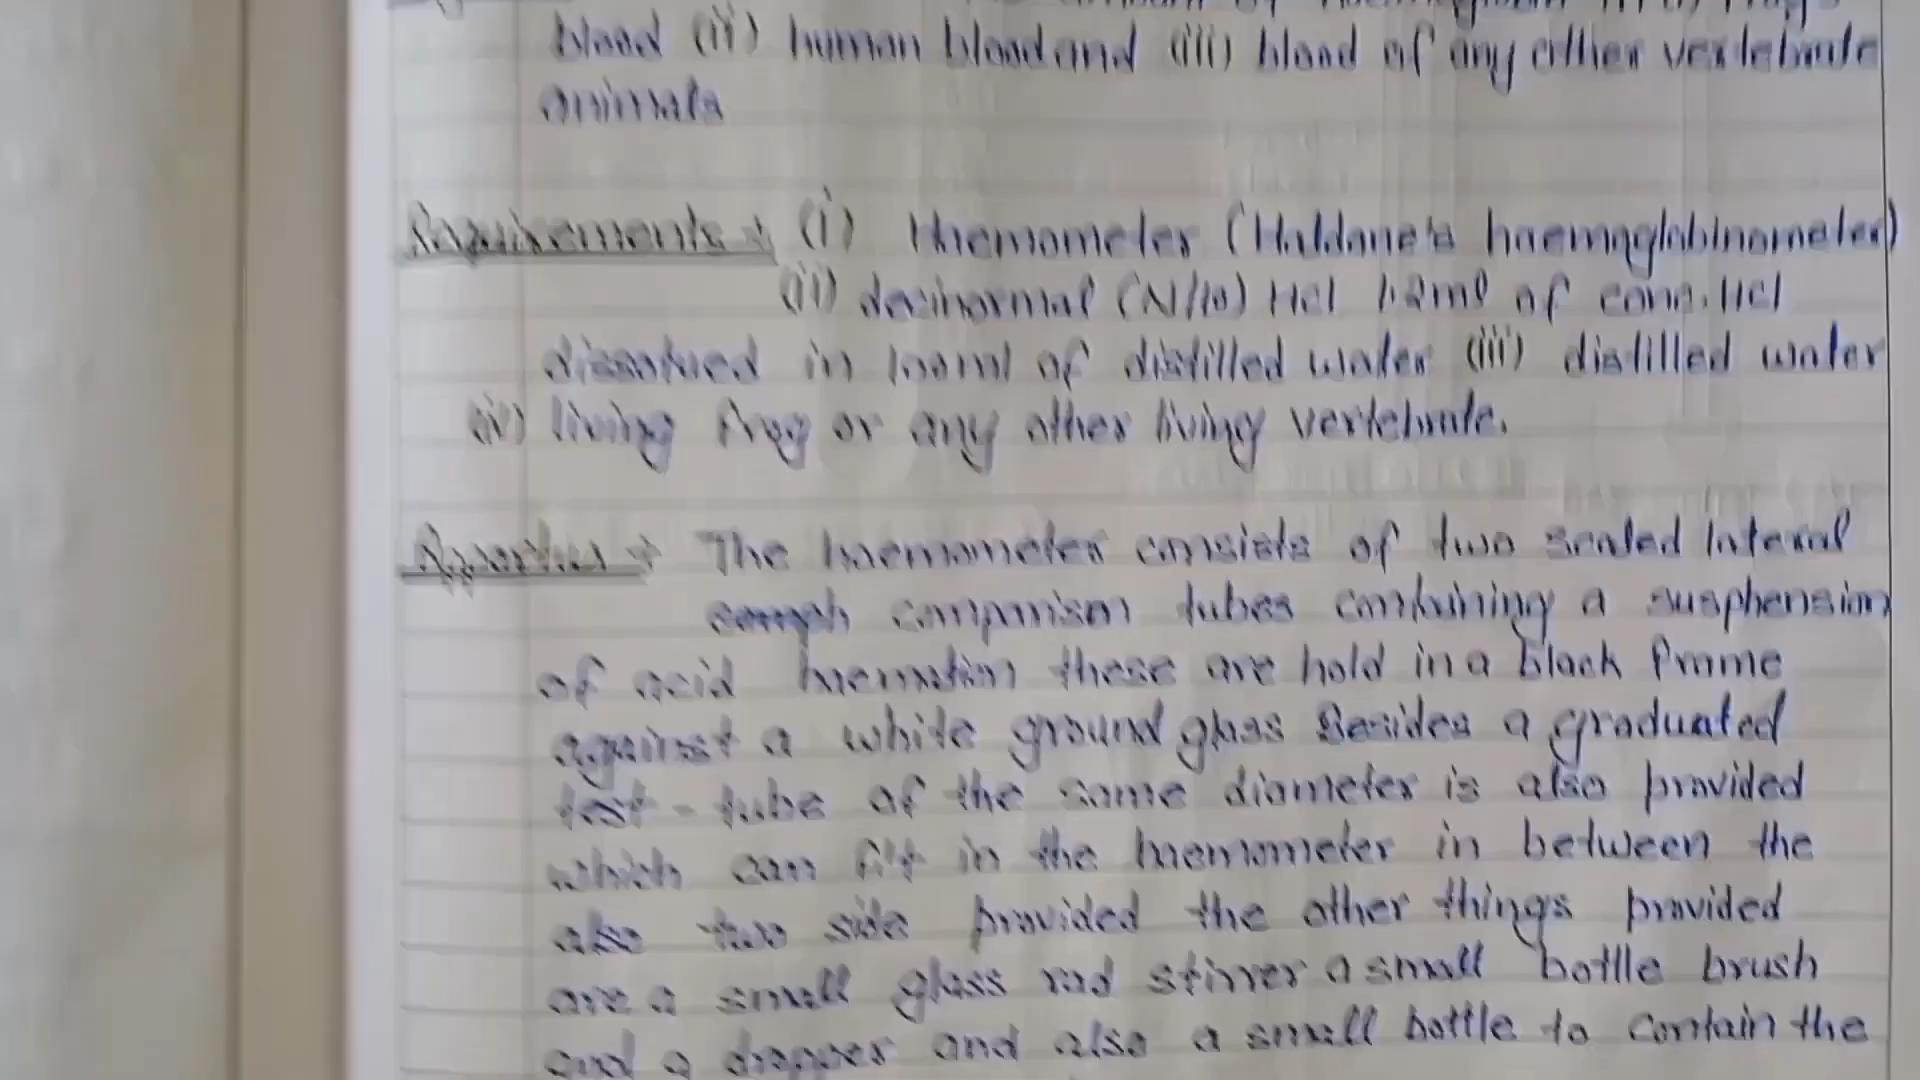 blood (ii) human blood and (iii) blood of any other vertebrate
animals
Requirements :- (i) Haemometer (Haldane's haemoglobinometer)
(ii) decinormal (N/10) HCl 1.2ml of conc. HCl
dissolved in 100ml of distilled water (iii) distilled water
(iv) living frog or any other living vertebrate.
The haemometer consists of two sealed lateral
comparison tubes containing a susphension
of acid haematin these are hold in a black frame
against a white ground glass Besides a graduated
test-tube of the same diameter is also provided
which can fit in the haemometer in between the
also two side provided the other things provided
are a small glass rod stirrer a small bottle brush
and a dropper and also a small bottle to contain the